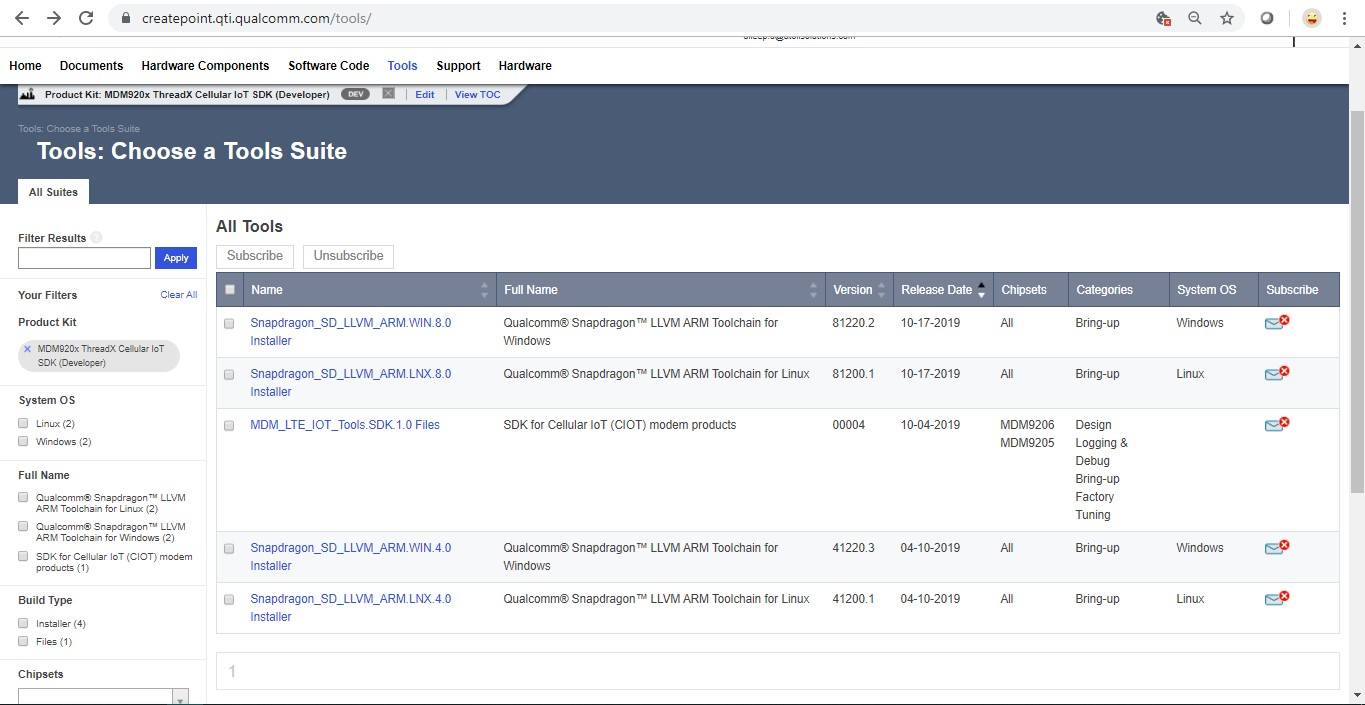 createpoint.qti.qualcomm.com/tools/
Home Documents Hardware Components Software Code Tools Support Hardware
Product Kit: MDM920x ThreadX Cellular IoT SDK (Developer) DEV Edit View TOC
Tools: Choose a Tools Suite
Tools: Choose a Tools Suite
All Suites
Filter Results ?
Apply
Your Filters Clear All
Product Kit
MDM920x ThreadX Cellular IoT
SDK (Developer)
System OS
Linux (2)
Windows (2)
Full Name
Qualcomm® Snapdragon™ LLVM
ARM Toolchain for Linux (2)
Qualcomm® Snapdragon™ LLVM
ARM Toolchain for Windows (2)
SDK for Cellular IoT (CIOT) modem
products (1)
Build Type
Installer (4)
Files (1)
Chipsets
All Tools
Subscribe Unsubscribe
Name Full Name Version Release Date Chipsets Categories System OS Subscribe
Snapdragon_SD_LLVM_ARM.WIN.8.0 Qualcomm® Snapdragon™ LLVM ARM Toolchain for 81220.2 10-17-2019 All Bring-up Windows
Installer Windows
Snapdragon_SD_LLVM_ARM.LNX.8.0 Qualcomm® Snapdragon™ LLVM ARM Toolchain for Linux 81200.1 10-17-2019 All Bring-up Linux
Installer
MDM_LTE_IOT_Tools.SDK.1.0 Files SDK for Cellular IoT (CIOT) modem products 00004 10-04-2019 MDM9206 Design
MDM9205 Logging &
Debug
Bring-up
Factory
Tuning
Snapdragon_SD_LLVM_ARM.WIN.4.0 Qualcomm® Snapdragon™ LLVM ARM Toolchain for 41220.3 04-10-2019 All Bring-up Windows
Installer Windows
Snapdragon_SD_LLVM_ARM.LNX.4.0 Qualcomm® Snapdragon™ LLVM ARM Toolchain for Linux 41200.1 04-10-2019 All Bring-up Linux
Installer
1